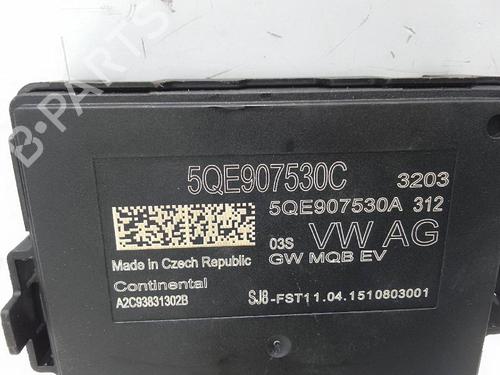 B-PARTS
5QE907530C 3203
5QE907530A 312
03S VW AG
GW MQB EV
Made in Czech Republic
Continental
A2C93831302B
SJ8-FST11.04.1510803001